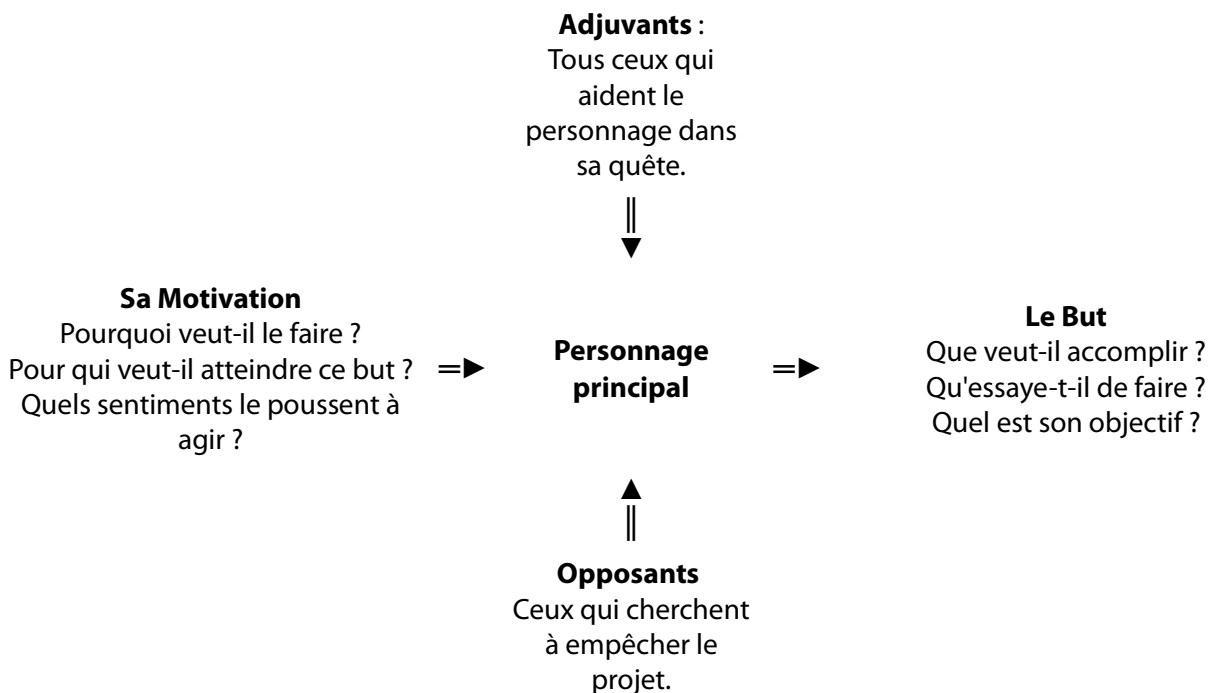 Adjuvants :
Tous ceux qui
aident le
personnage dans
sa quête.
Sa Motivation
Pourquoi veut-il le faire ?
Pour qui veut-il atteindre ce but ?
Quels sentiments le poussent à
agir ?
Personnage
principal
Le But
Que veut-il accomplir ?
Qu'essaye-t-il de faire ?
Quel est son objectif ?
Opposants
Ceux qui cherchent
à empêcher le
projet.